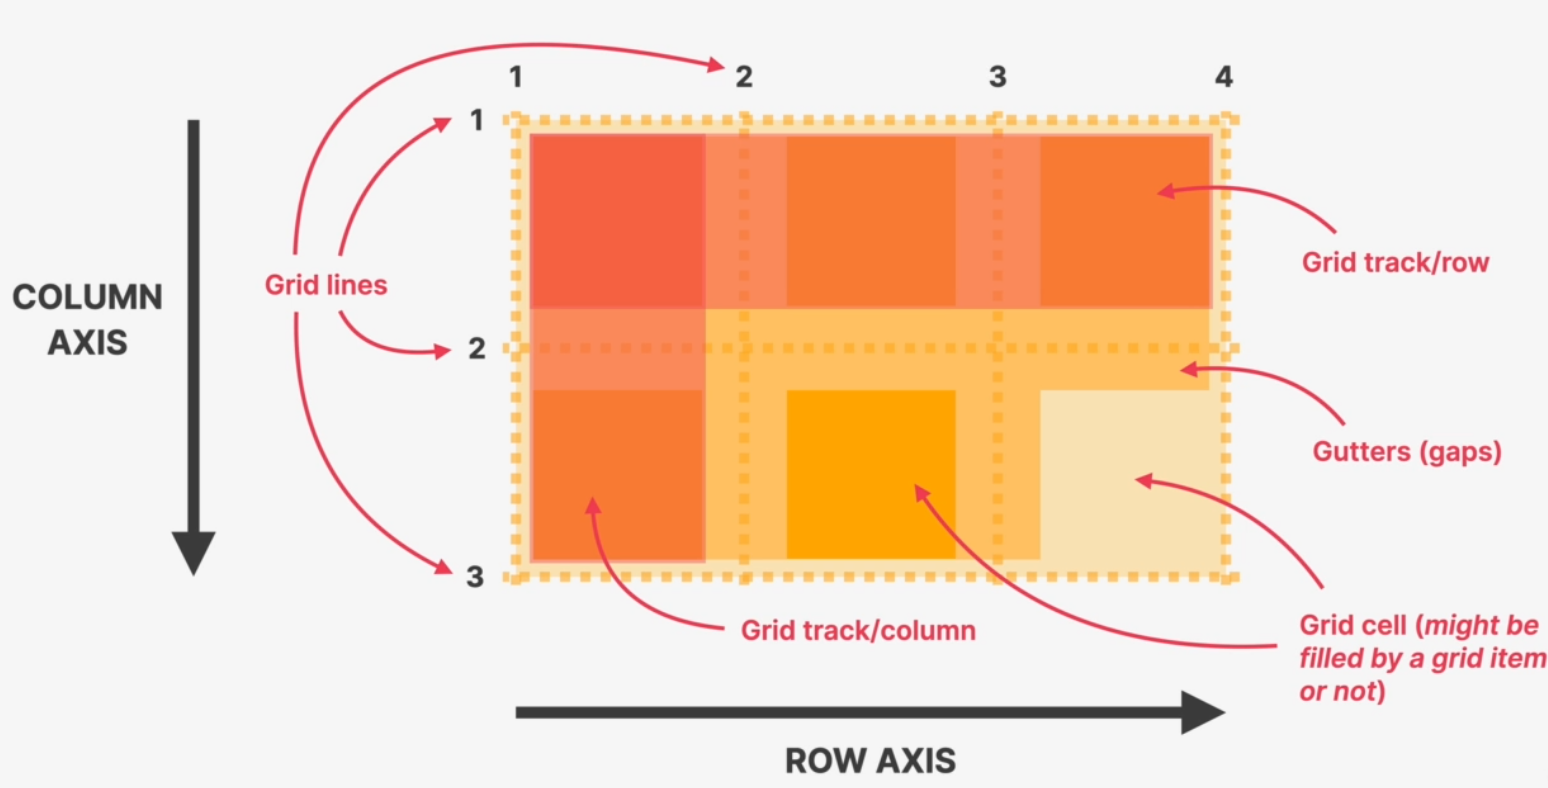 1 2 3 4
1
Grid lines
COLUMN
AXIS
2
3
Grid track/row
Gutters (gaps)
Grid track/column
Grid cell (might be
filled by a grid item
or not)
ROW AXIS